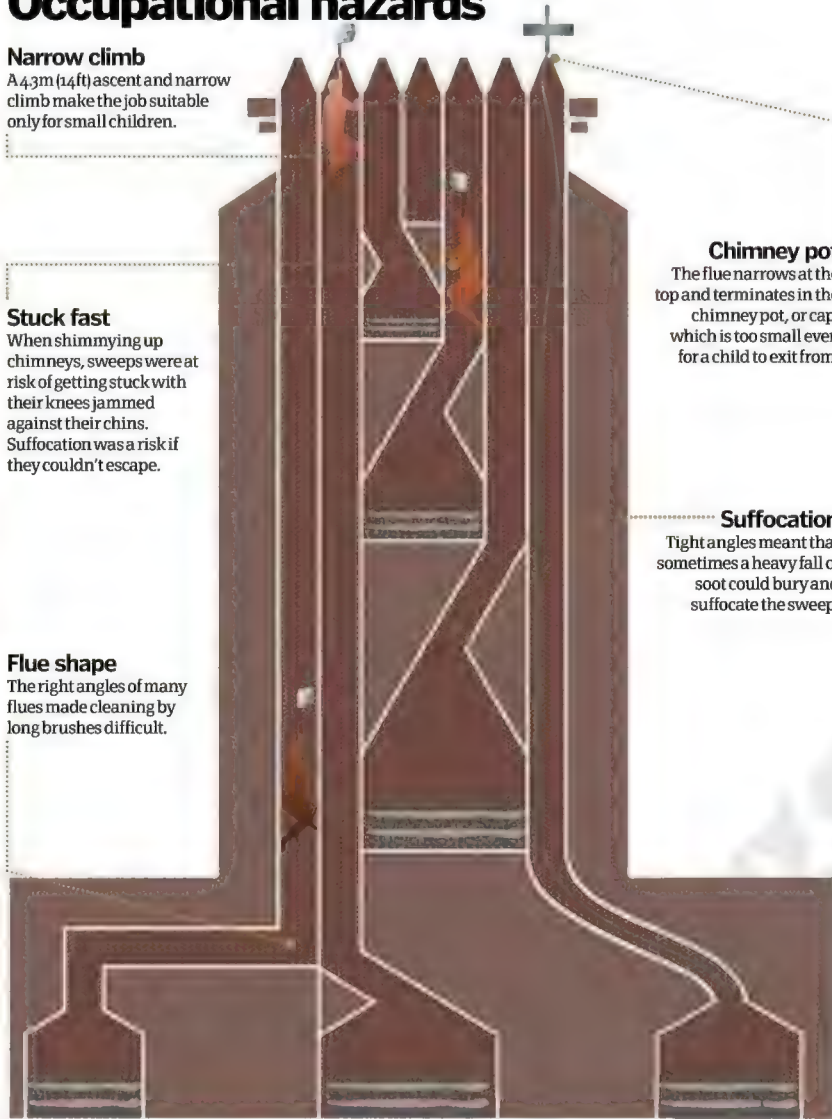 Occupational hazards
Narrow climb
A 4.3m (14ft) ascent and narrow
climb make the job suitable
only for small children.
Stuck fast
When shimmying up
chimneys, sweeps were at
risk of getting stuck with
their knees jammed
against their chins.
Suffocation was a risk if
they couldn't escape.
Flue shape
The right angles of many
flues made cleaning by
long brushes difficult.
Chimney pot
The flue narrows at the
top and terminates in the
chimney pot, or cap
which is too small even
for a child to exit from
Suffocation
Tight angles meant tha
sometimes a heavy fall o
soot could bury and
suffocate the sweep